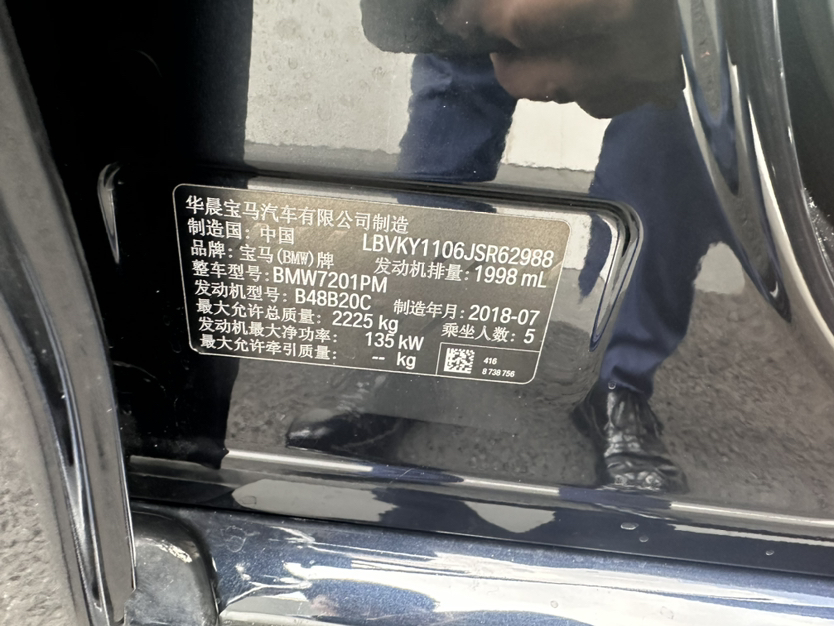 华晨宝马汽车有限公司制造
制造国: 中国 LBVKY1106JSR62988
品牌: 宝马(BMW)牌 发动机排量: 1998 mL
整车型号: BMW7201PM
发动机型号: B48B20C 制造年月: 2018-07
最大允许总质量: 2225 kg 乘坐人数: 5
发动机最大净功率: 135 kW
最大允许牵引质量: -- kg
416
8 738 756